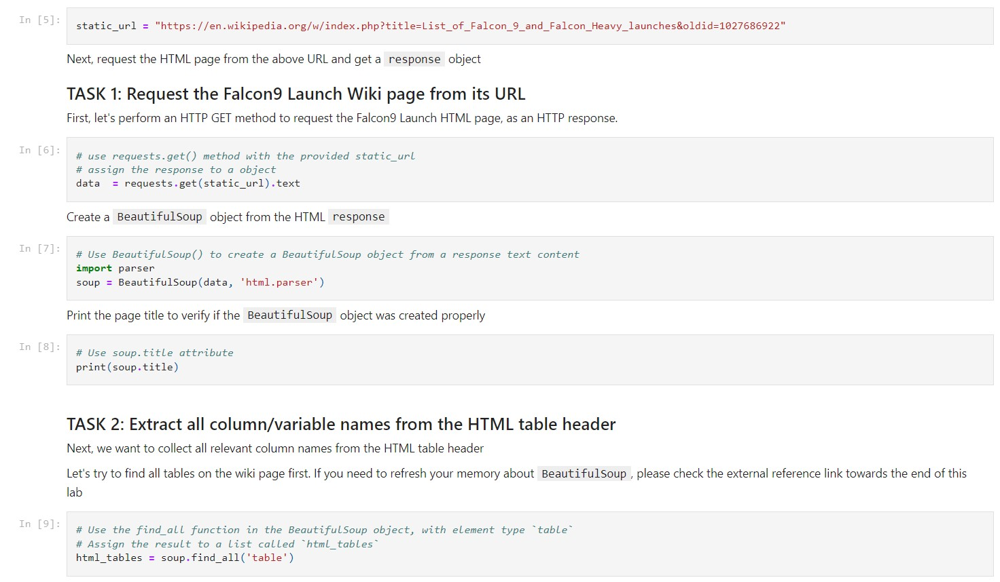 In [5]:
static_url = "https://en.wikipedia.org/w/index.php?title=List_of_Falcon_9_and_Falcon_Heavy_launches&oldid=1027686922"
Next, request the HTML page from the above URL and get a response object
TASK 1: Request the Falcon9 Launch Wiki page from its URL
First, let's perform an HTTP GET method to request the Falcon9 Launch HTML page, as an HTTP response.
In [6]:
# use requests.get() method with the provided static_url
# assign the response to a object
data  = requests.get(static_url).text
Create a BeautifulSoup object from the HTML response
In [7]:
# Use BeautifulSoup() to create a BeautifulSoup object from a response text content
import parser
soup = BeautifulSoup(data, 'html.parser')
Print the page title to verify if the BeautifulSoup object was created properly
In [8]:
# Use soup.title attribute
print(soup.title)
TASK 2: Extract all column/variable names from the HTML table header
Next, we want to collect all relevant column names from the HTML table header
Let's try to find all tables on the wiki page first. If you need to refresh your memory about BeautifulSoup, please check the external reference link towards the end of this
lab
In [9]:
# Use the find_all function in the BeautifulSoup object, with element type `table`
# Assign the result to a list called `html_tables`
html_tables = soup.find_all('table')